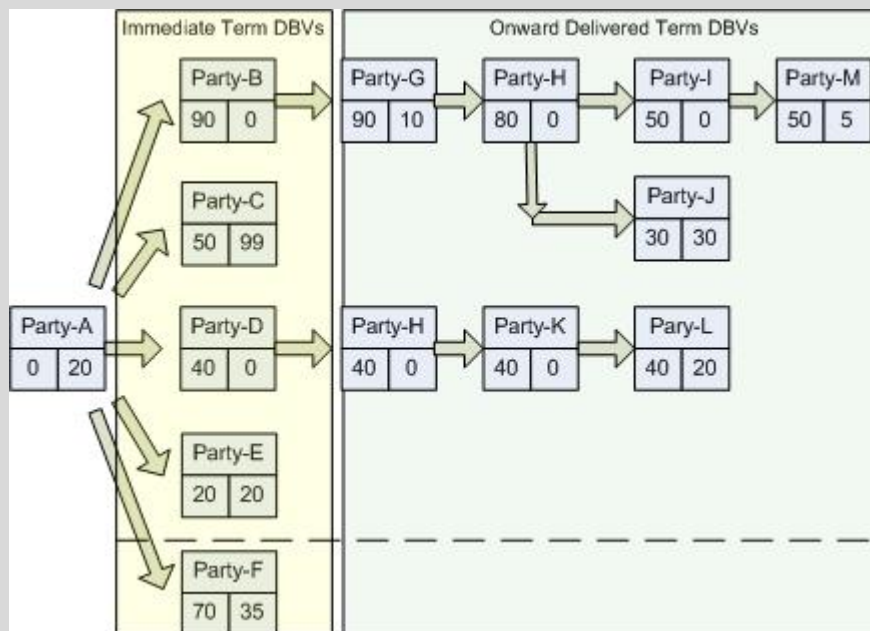 Immediate Term DBVs
Onward Delivered Term DBVs
Party-B
90 0
Party-G
90 10
Party-H
80 0
Party-I
50 0
Party-M
50 5
Party-C
50 99
Party-J
30 30
Party-A
0 20
Party-D
40 0
Party-H
40 0
Party-K
40 0
Pary-L
40 20
Party-E
20 20
Party-F
70 35